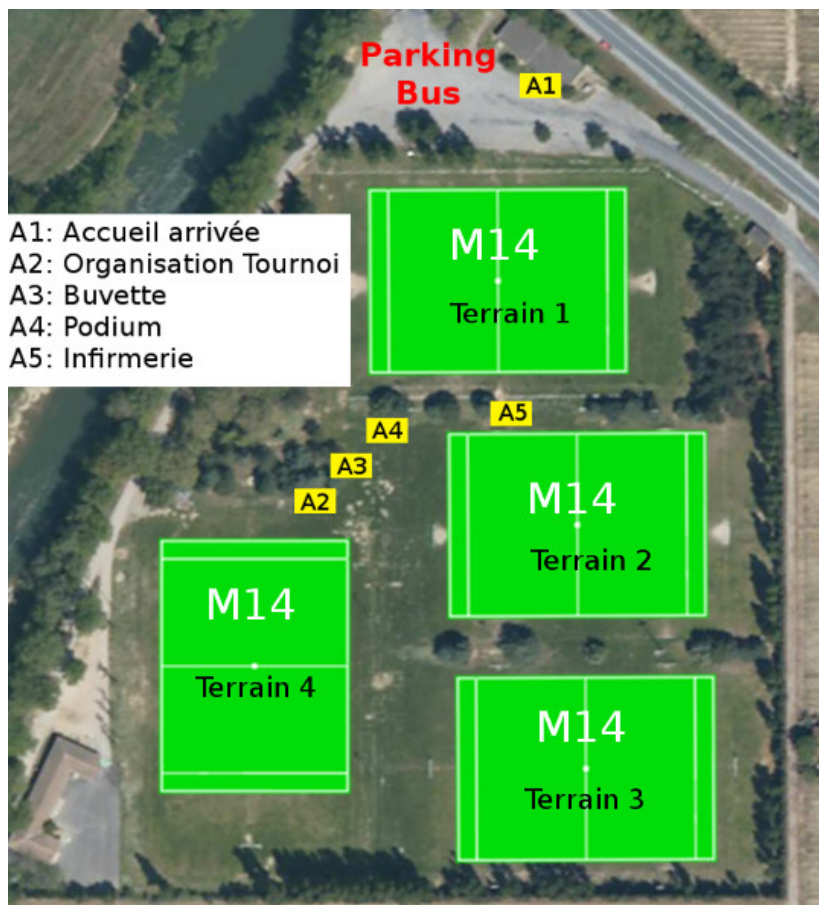 Parking
Bus
A1
A1: Accueil arrivée
A2: Organisation Tournoi
A3: Buvette
A4: Podium
A5: Infirmerie
M14
Terrain 1
A5
A4
A3
A2
M14
Terrain 2
M14
Terrain 4
M14
Terrain 3